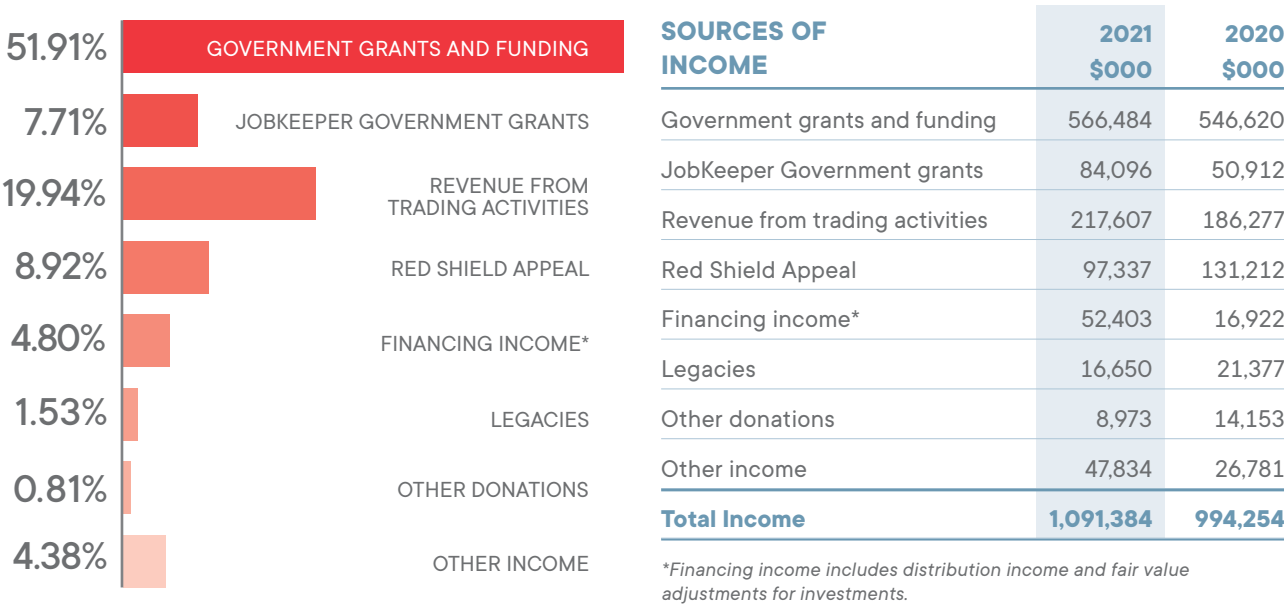 51.91% GOVERNMENT GRANTS AND FUNDING
7.71% JOBKEEPER GOVERNMENT GRANTS
19.94% REVENUE FROM
TRADING ACTIVITIES
8.92% RED SHIELD APPEAL
4.80% FINANCING INCOME*
1.53% LEGACIES
0.81% OTHER DONATIONS
4.38% OTHER INCOME
SOURCES OF 2021 2020
INCOME $000 $000
Government grants and funding 566,484 546,620
JobKeeper Government grants 84,096 50,912
Revenue from trading activities 217,607 186,277
Red Shield Appeal 97,337 131,212
Financing income* 52,403 16,922
Legacies 16,650 21,377
Other donations 8,973 14,153
Other income 47,834 26,781
Total Income 1,091,384 994,254
*Financing income includes distribution income and fair value
adjustments for investments.